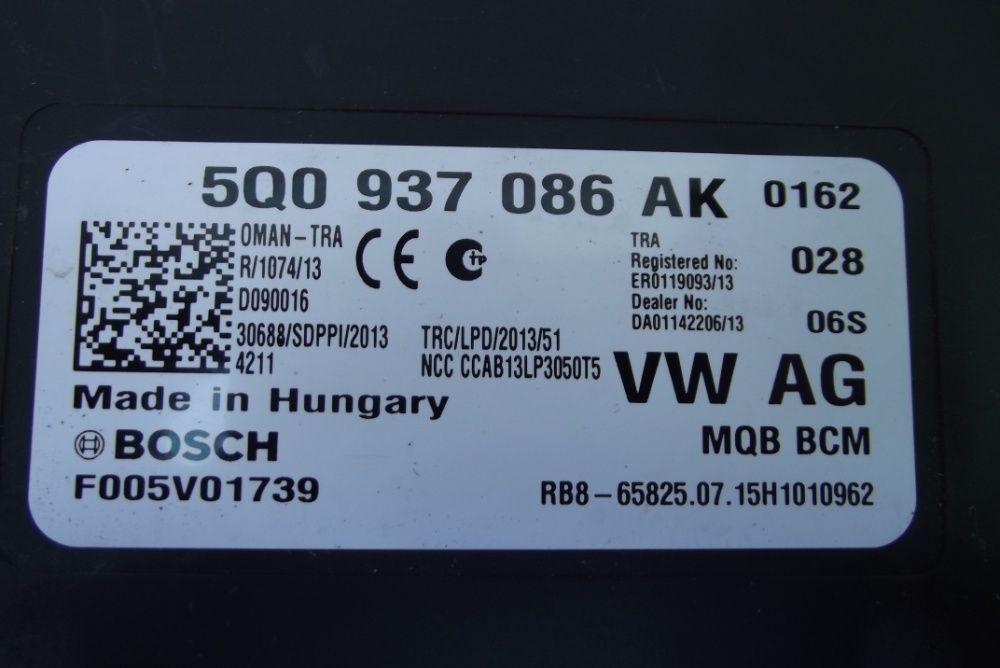 5Q0 937 086 AK 0162
OMAN-TRA
R/1074/13
D090016
30688/SDPPI/2013
4211
CE
TRC/LPD/2013/51
NCC CCAB13LP3050T5
TRA
Registered No:
ER0119093/13
Dealer No:
DA01142206/13
028
06S
VW AG
Made in Hungary
BOSCH
MQB BCM
F005V01739
RB8-65825.07.15H1010962